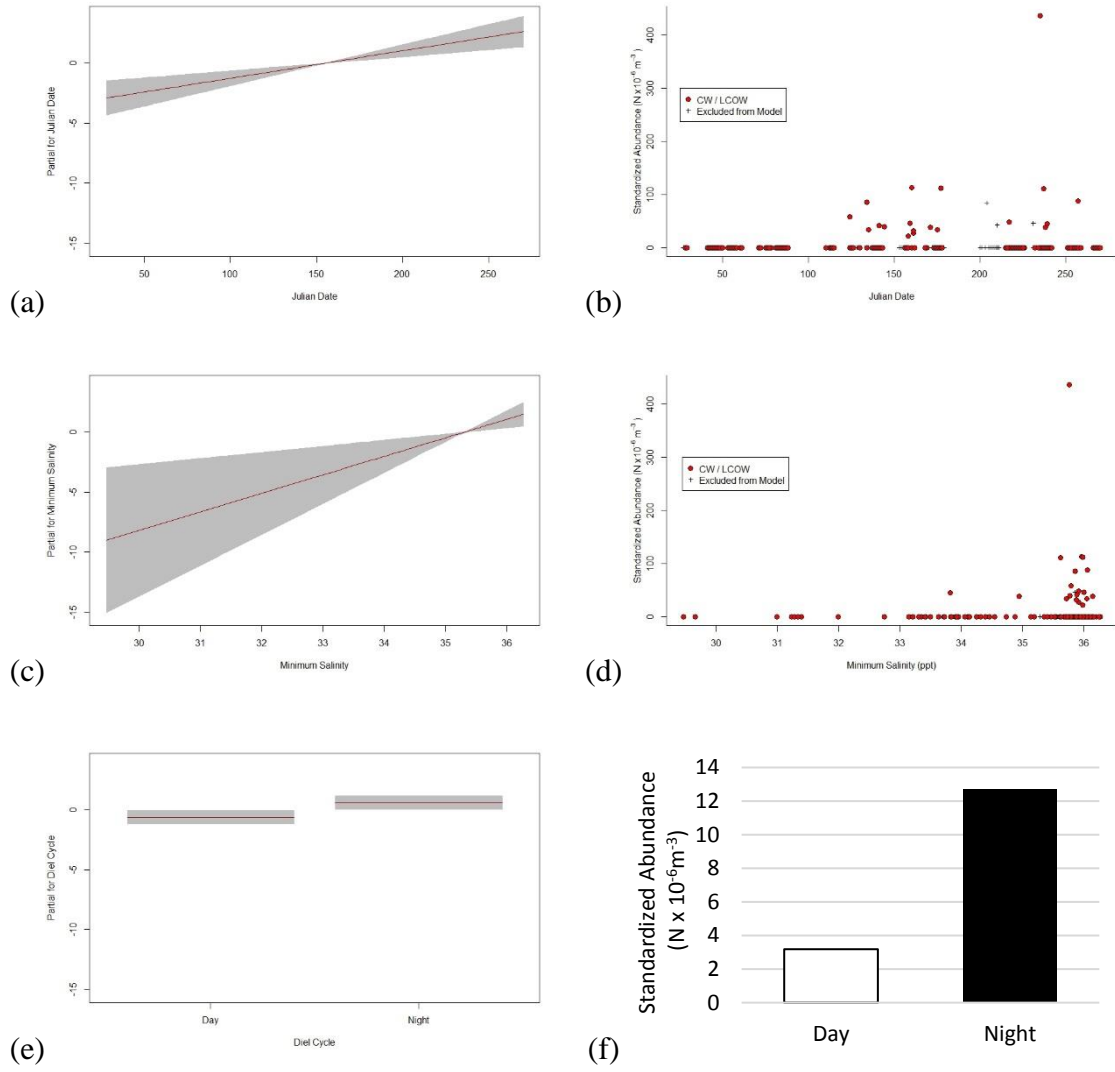 Partial for Julian Date
0
-5
-10
-15
50
100
150
200
250
Julian Date
(a)
Standardized Abundance (N x10⁻⁶ m⁻³ )
400
300
200
100
0
CW / LCOW
+ Excluded from Model
50
100
150
200
250
Julian Date
(b)
Partial for Minimum Salinity
0
-5
-10
-15
30
31
32
33
34
35
36
Minimum Salinity
(c)
Standardized Abundance (N x10⁻⁶ m⁻³ )
400
300
200
100
0
CW / LCOW
+ Excluded from Model
30
31
32
33
34
35
36
Minimum Salinity (ppt)
(d)
Partial for Diel Cycle
0
-5
-10
-15
Day
Night
Diel Cycle
(e)
Standardized Abundance
(N x 10⁻⁶m⁻³)
14
12
10
8
6
4
2
0
Day
Night
(f)